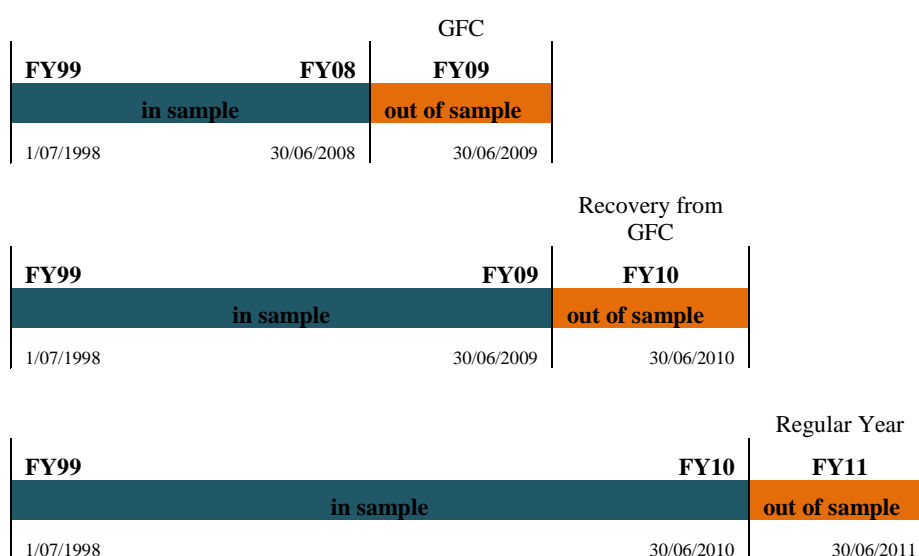 GFC
FY99 FY08 FY09
in sample out of sample
1/07/1998 30/06/2008 30/06/2009
Recovery from
GFC
FY99 FY09 FY10
in sample out of sample
1/07/1998 30/06/2009 30/06/2010
Regular Year
FY99 FY10 FY11
in sample out of sample
1/07/1998 30/06/2010 30/06/2011